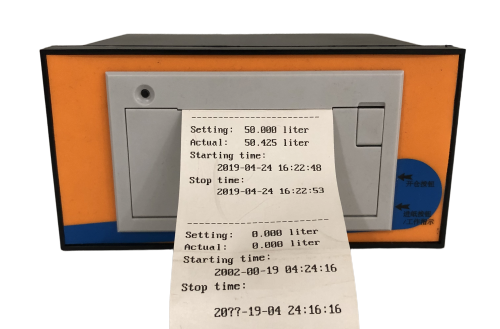 Setting: 50.000 liter
Actual: 50.425 liter
Starting time:
2019-04-24 16:22:48
Stop time:
2019-04-24 16:22:53
Setting: 0.000 liter
Actual: 0.000 liter
Starting time:
2002-00-19 04:24:16
Stop time:
20??-19-04 24:16:16